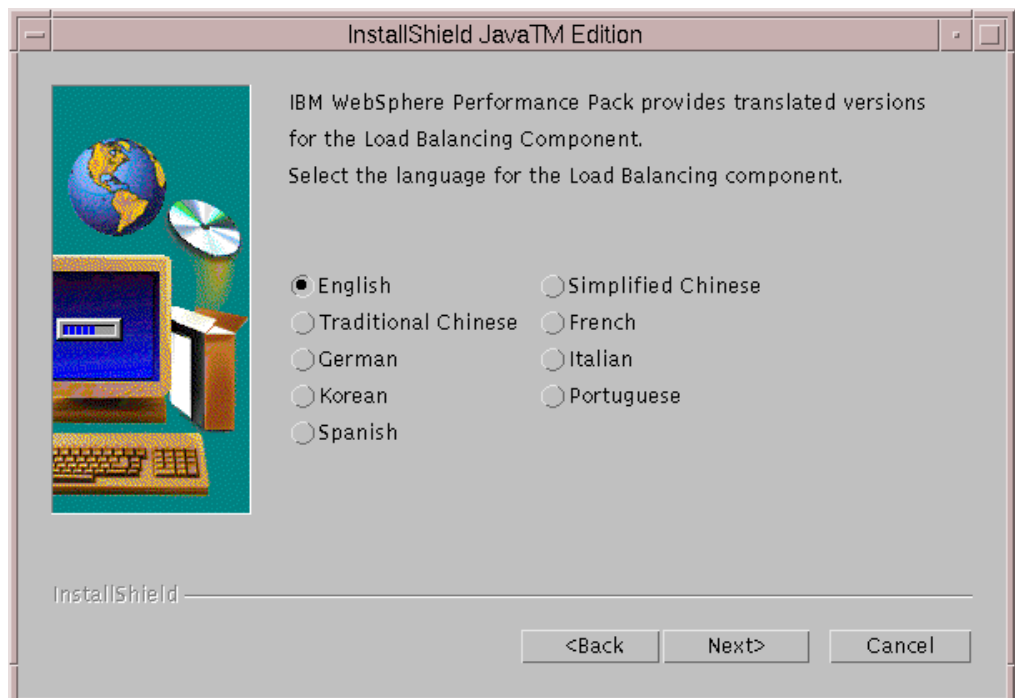 InstallShield JavaTM Edition
IBM WebSphere Performance Pack provides translated versions
for the Load Balancing Component.
Select the language for the Load Balancing component.
English
Simplified Chinese
Traditional Chinese
French
German
Italian
Korean
Portuguese
Spanish
InstallShield
<Back
Next>
Cancel